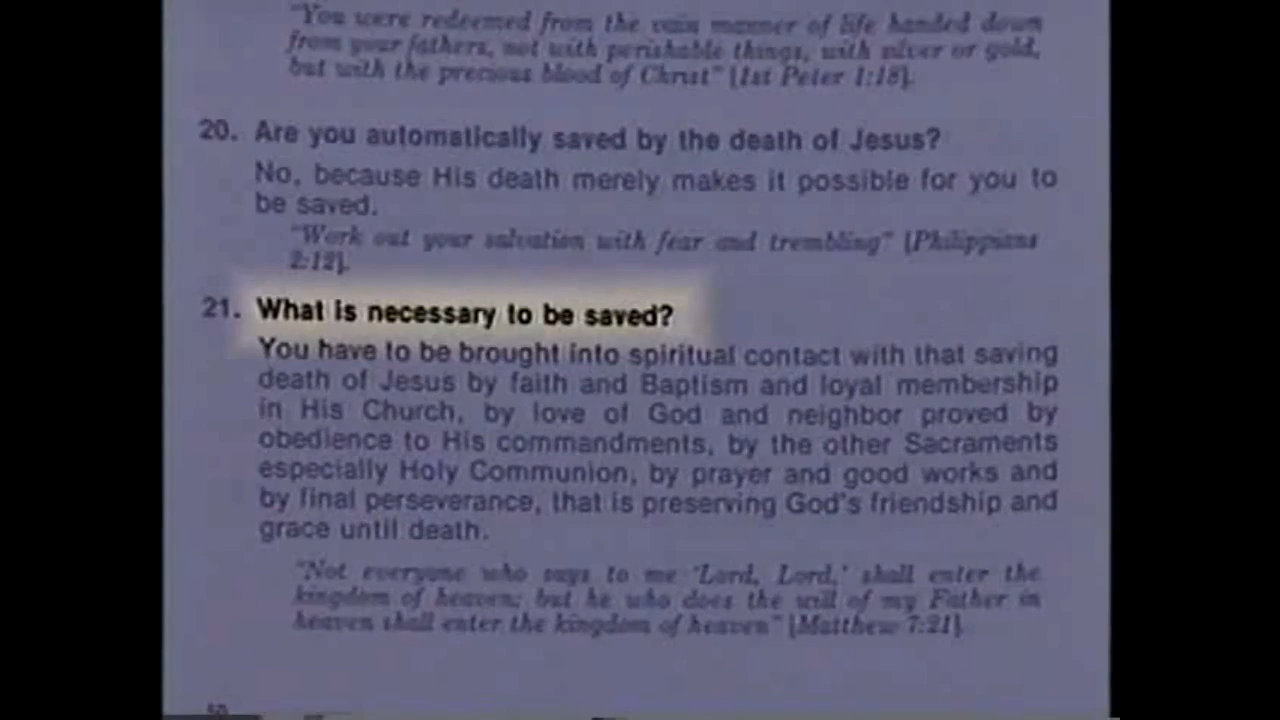 "You were redeemed from the vain manner of life handed down
from your fathers, not with perishable things, with silver or gold,
but with the precious blood of Christ" [1st Peter 1:18].
20. Are you automatically saved by the death of Jesus?
No, because His death merely makes it possible for you to
be saved.
"Work out your salvation with fear and trembling" [Philippians
2:12].
21. What is necessary to be saved?
You have to be brought into spiritual contact with that saving
death of Jesus by faith and Baptism and loyal membership
in His Church, by love of God and neighbor proved by
obedience to His commandments, by the other Sacraments
especially Holy Communion, by prayer and good works and
by final perseverance, that is preserving God's friendship and
grace until death.
"Not everyone who says to me 'Lord, Lord,' shall enter the
kingdom of heaven; but he who does the will of my Father in
heaven shall enter the kingdom of heaven" [Matthew 7:21].